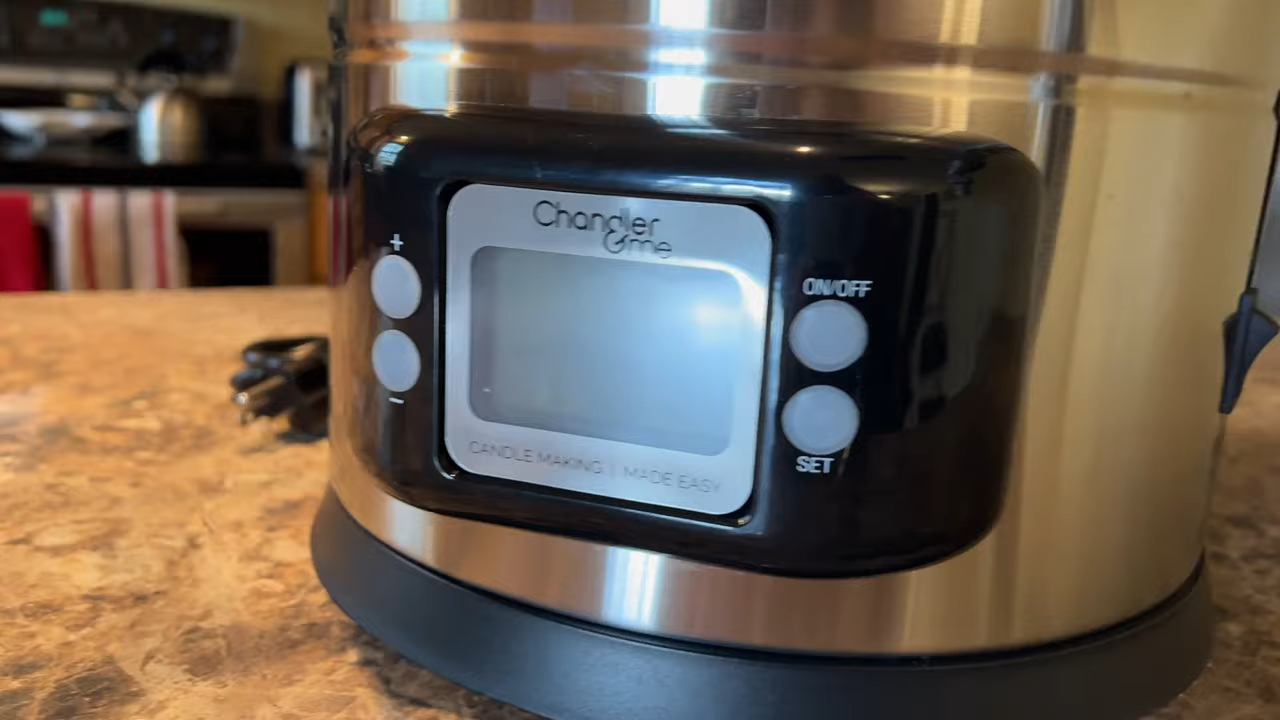 Chandler
&me
+
-
ON/OFF
SET
CANDLE MAKING | MADE EASY